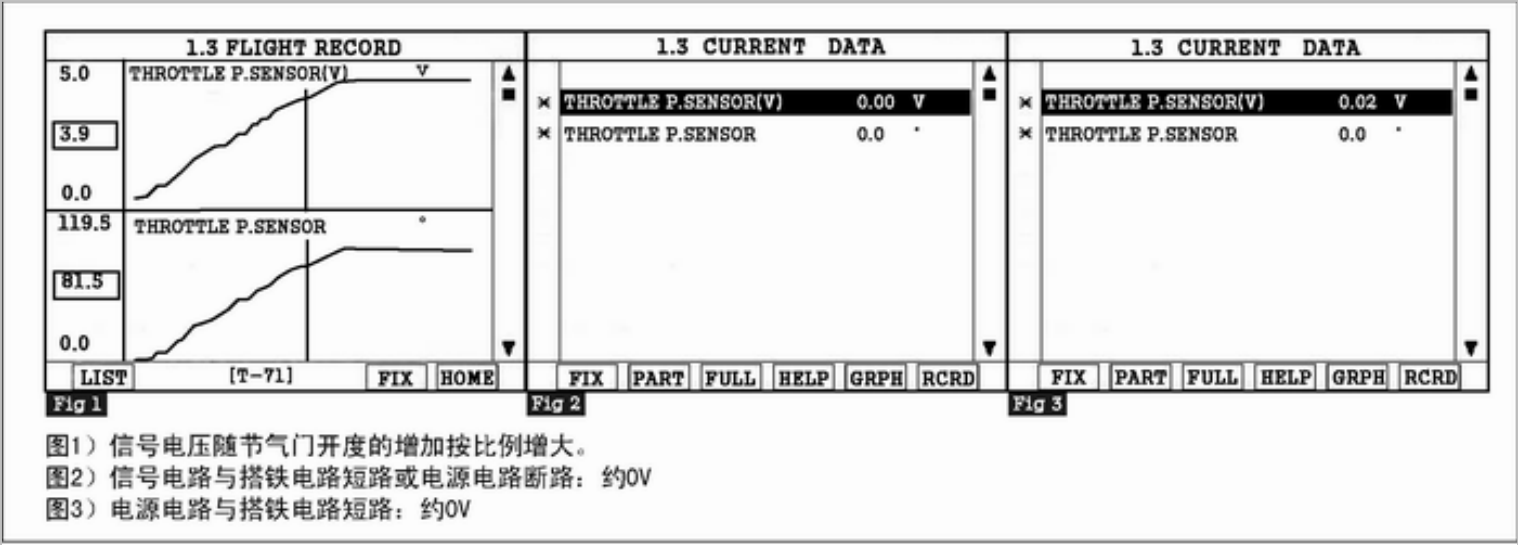 1.3 FLIGHT RECORD
5.0
THROTTLE P.SENSOR(V) V
3.9
0.0
119.5
THROTTLE P.SENSOR °
81.5
0.0
LIST [T-71] FIX HOME
Fig 1
1.3 CURRENT DATA
* THROTTLE P.SENSOR(V) 0.00 V
* THROTTLE P.SENSOR 0.0 °
FIX PART FULL HELP GRPH RCRD
Fig 2
1.3 CURRENT DATA
* THROTTLE P.SENSOR(V) 0.02 V
* THROTTLE P.SENSOR 0.0 °
FIX PART FULL HELP GRPH RCRD
Fig 3
图1）信号电压随节气门开度的增加按比例增大。
图2）信号电路与搭铁电路短路或电源电路断路：约0V
图3）电源电路与搭铁电路短路：约0V